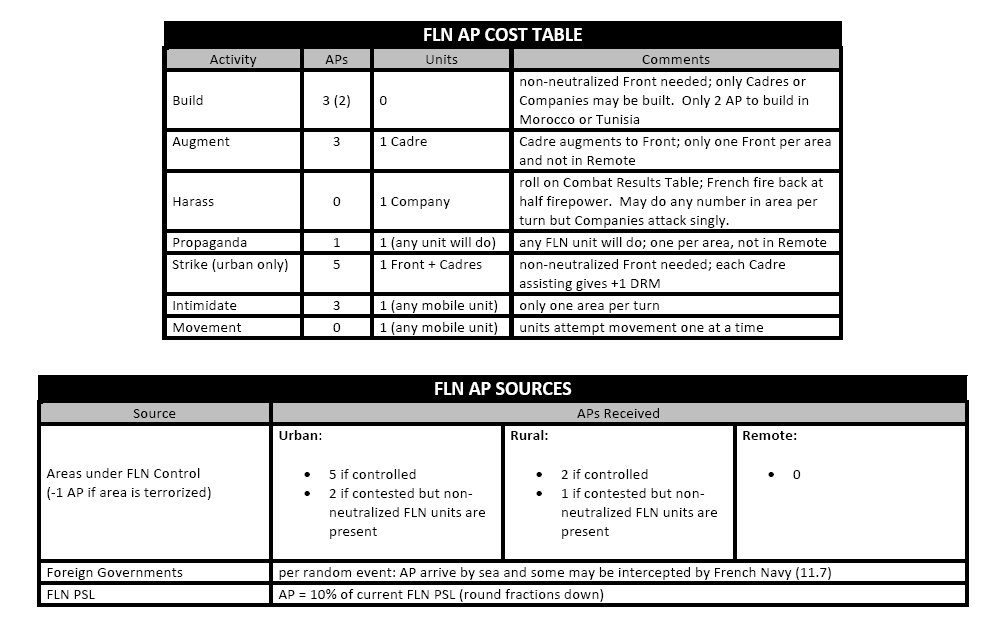 FLN AP COST TABLE
Activity APs Units Comments
Build 3 (2) 0 non-neutralized Front needed; only Cadres or
Companies may be built. Only 2 AP to build in
Morocco or Tunisia
Augment 3 1 Cadre Cadre augments to Front; only one Front per area
and not in Remote
Harass 0 1 Company roll on Combat Results Table; French fire back at
half firepower. May do any number in area per
turn but Companies attack singly.
Propaganda 1 1 (any unit will do) any FLN unit will do; one per area, not in Remote
Strike (urban only) 5 1 Front + Cadres non-neutralized Front needed; each Cadre
assisting gives +1 DRM
Intimidate 3 1 (any mobile unit) only one area per turn
Movement 0 1 (any mobile unit) units attempt movement one at a time
FLN AP SOURCES
Source APs Received
Areas under FLN Control
(-1 AP if area is terrorized)
Urban:
• 5 if controlled
• 2 if contested but non-
neutralized FLN units are
present
Rural:
• 2 if controlled
• 1 if contested but non-
neutralized FLN units are
present
Remote:
• 0
Foreign Governments per random event: AP arrive by sea and some may be intercepted by French Navy (11.7)
FLN PSL AP = 10% of current FLN PSL (round fractions down)